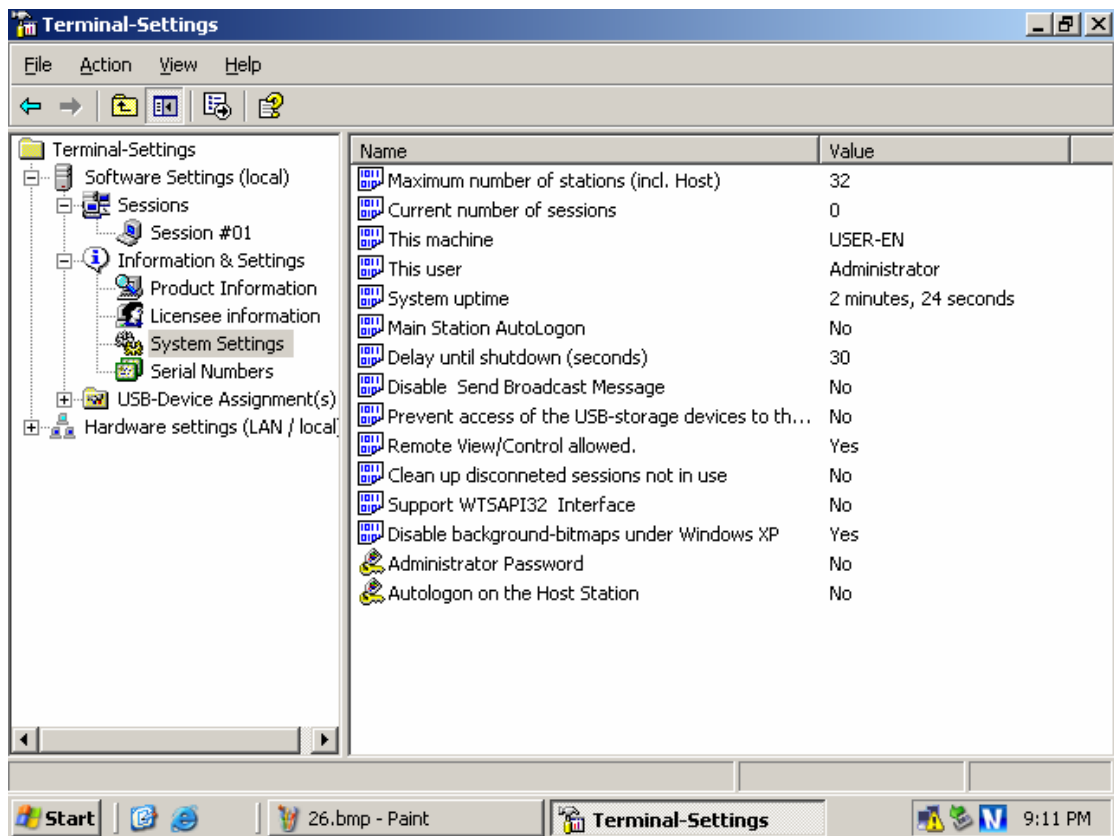 Terminal-Settings
File Action View Help
Terminal-Settings
Software Settings (local)
Sessions
Session #01
Information & Settings
Product Information
Licensee information
System Settings
Serial Numbers
USB-Device Assignment(s)
Hardware settings (LAN / local
Name Value
Maximum number of stations (incl. Host) 32
Current number of sessions 0
This machine USER-EN
This user Administrator
System uptime 2 minutes, 24 seconds
Main Station AutoLogon No
Delay until shutdown (seconds) 30
Disable Send Broadcast Message No
Prevent access of the USB-storage devices to th... No
Remote View/Control allowed. Yes
Clean up disconneted sessions not in use No
Support WTSAPI32 Interface No
Disable background-bitmaps under Windows XP Yes
Administrator Password No
Autologon on the Host Station No
Start 26.bmp - Paint Terminal-Settings N 9:11 PM